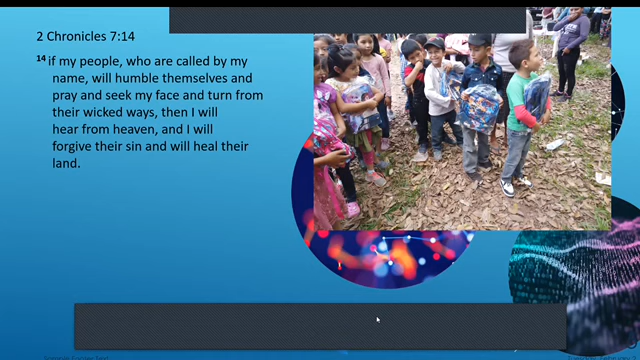 2 Chronicles 7:14
14 if my people, who are called by my
name, will humble themselves and
pray and seek my face and turn from
their wicked ways, then I will
hear from heaven, and I will
forgive their sin and will heal their
land.